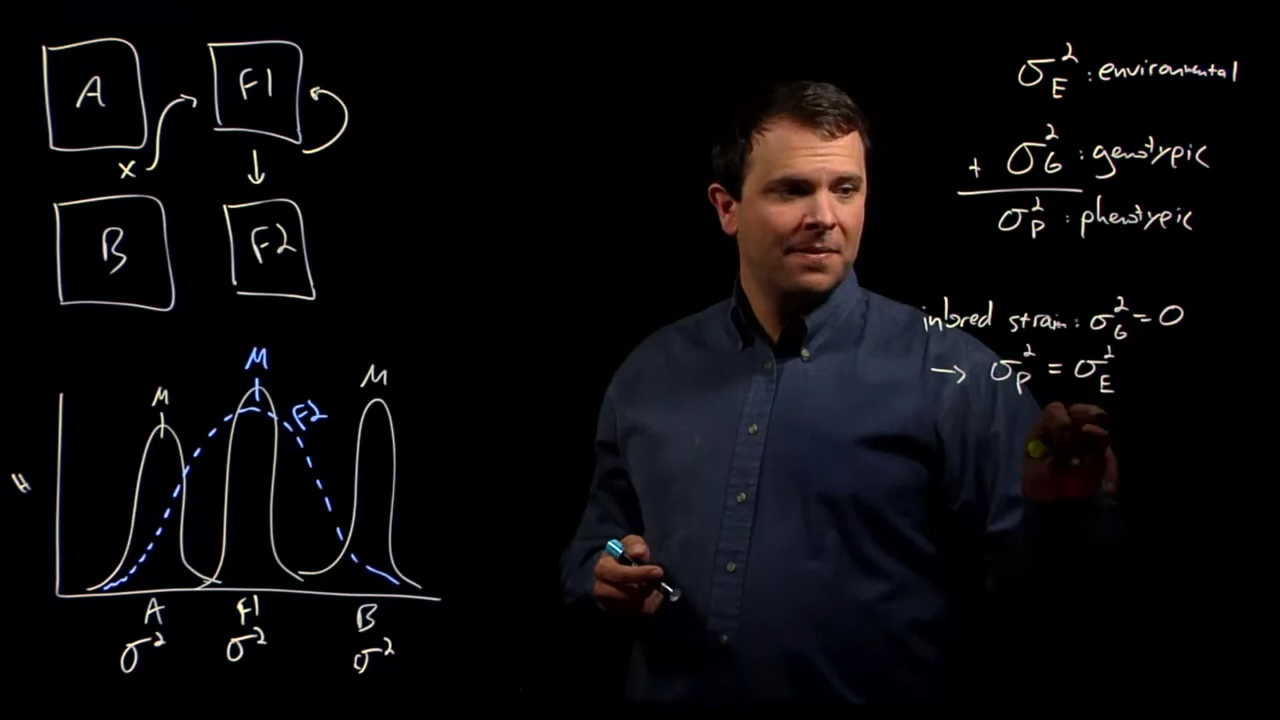 A
F1
x
B
F2
M
M
M
F2
#
A
F1
B
σ²
σ²
σ²
σ²E : environmental
+ σ²G : genotypic
σ²P : phenotypic
inbred strain : σ²G = 0
→ σ²P = σ²E